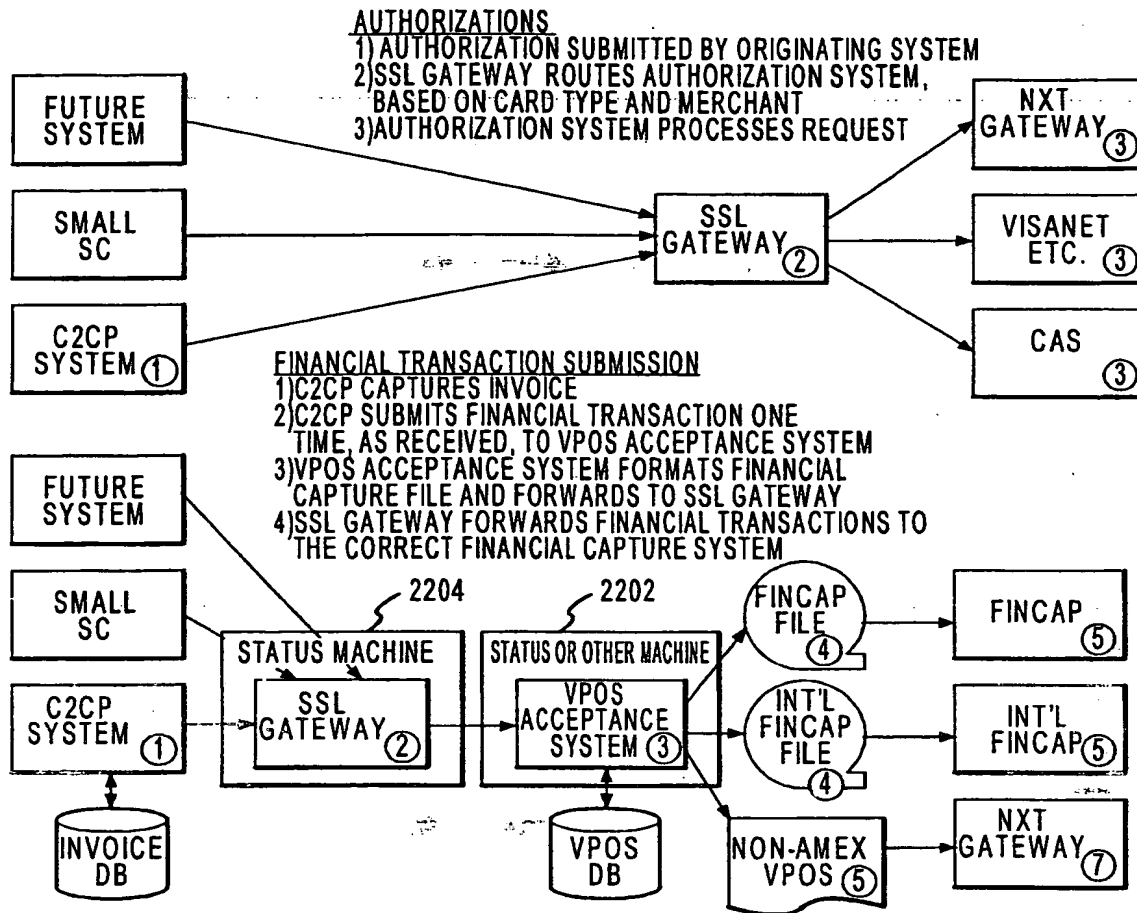 AUTHORIZATIONS
1) AUTHORIZATION SUBMITTED BY ORIGINATING SYSTEM
2)SSL GATEWAY ROUTES AUTHORIZATION SYSTEM,
BASED ON CARD TYPE AND MERCHANT
3)AUTHORIZATION SYSTEM PROCESSES REQUEST
FUTURE
SYSTEM
SMALL
SC
C2CP
SYSTEM 1
SSL
GATEWAY
2
NXT
GATEWAY
3
VISANET
ETC.
3
CAS
3
FINANCIAL TRANSACTION SUBMISSION
1)C2CP CAPTURES INVOICE
2)C2CP SUBMITS FINANCIAL TRANSACTION ONE
TIME, AS RECEIVED, TO VPOS ACCEPTANCE SYSTEM
3)VPOS ACCEPTANCE SYSTEM FORMATS FINANCIAL
CAPTURE FILE AND FORWARDS TO SSL GATEWAY
4)SSL GATEWAY FORWARDS FINANCIAL TRANSACTIONS TO
THE CORRECT FINANCIAL CAPTURE SYSTEM
FUTURE
SYSTEM
SMALL
SC
C2CP
SYSTEM 1
INVOICE
DB
2204
STATUS MACHINE
SSL
GATEWAY
2
2202
STATUS OR OTHER MACHINE
VPOS
ACCEPTANCE
SYSTEM 3
VPOS
DB
FINCAP
FILE
4
INT'L
FINCAP
FILE
4
NON-AMEX
VPOS 5
FINCAP
5
INT'L
FINCAP 5
NXT
GATEWAY
7